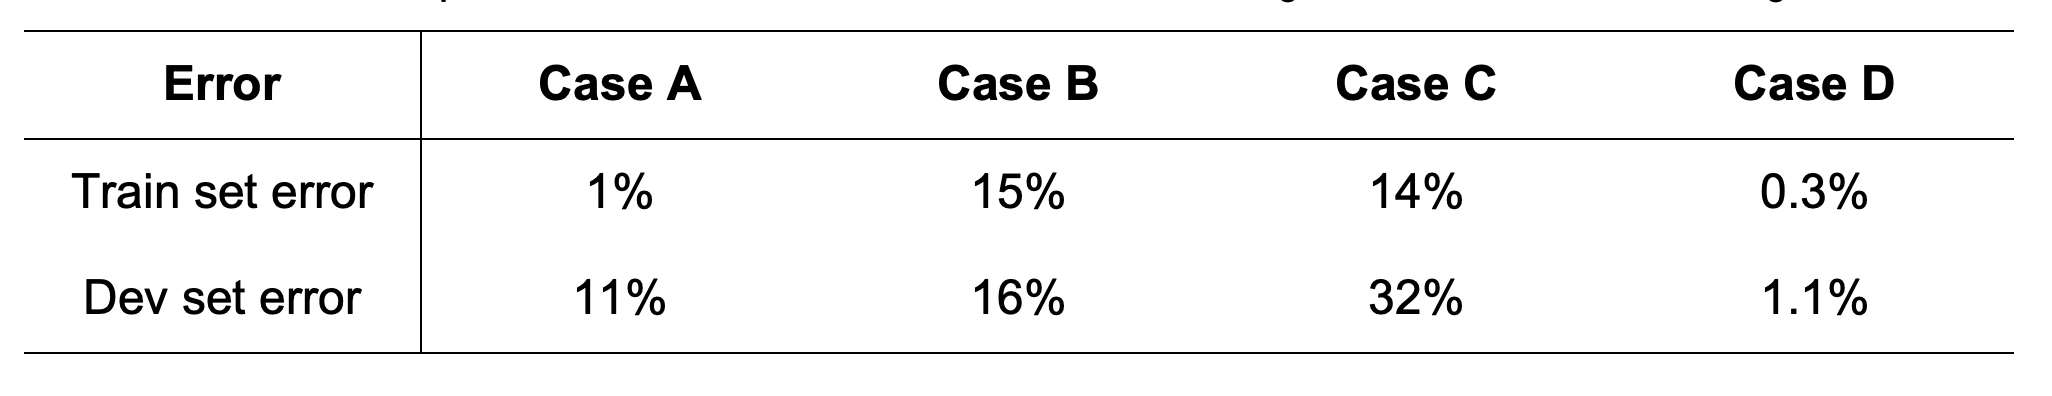 Error Case A Case B Case C Case D
Train set error 1% 15% 14% 0.3%
Dev set error 11% 16% 32% 1.1%